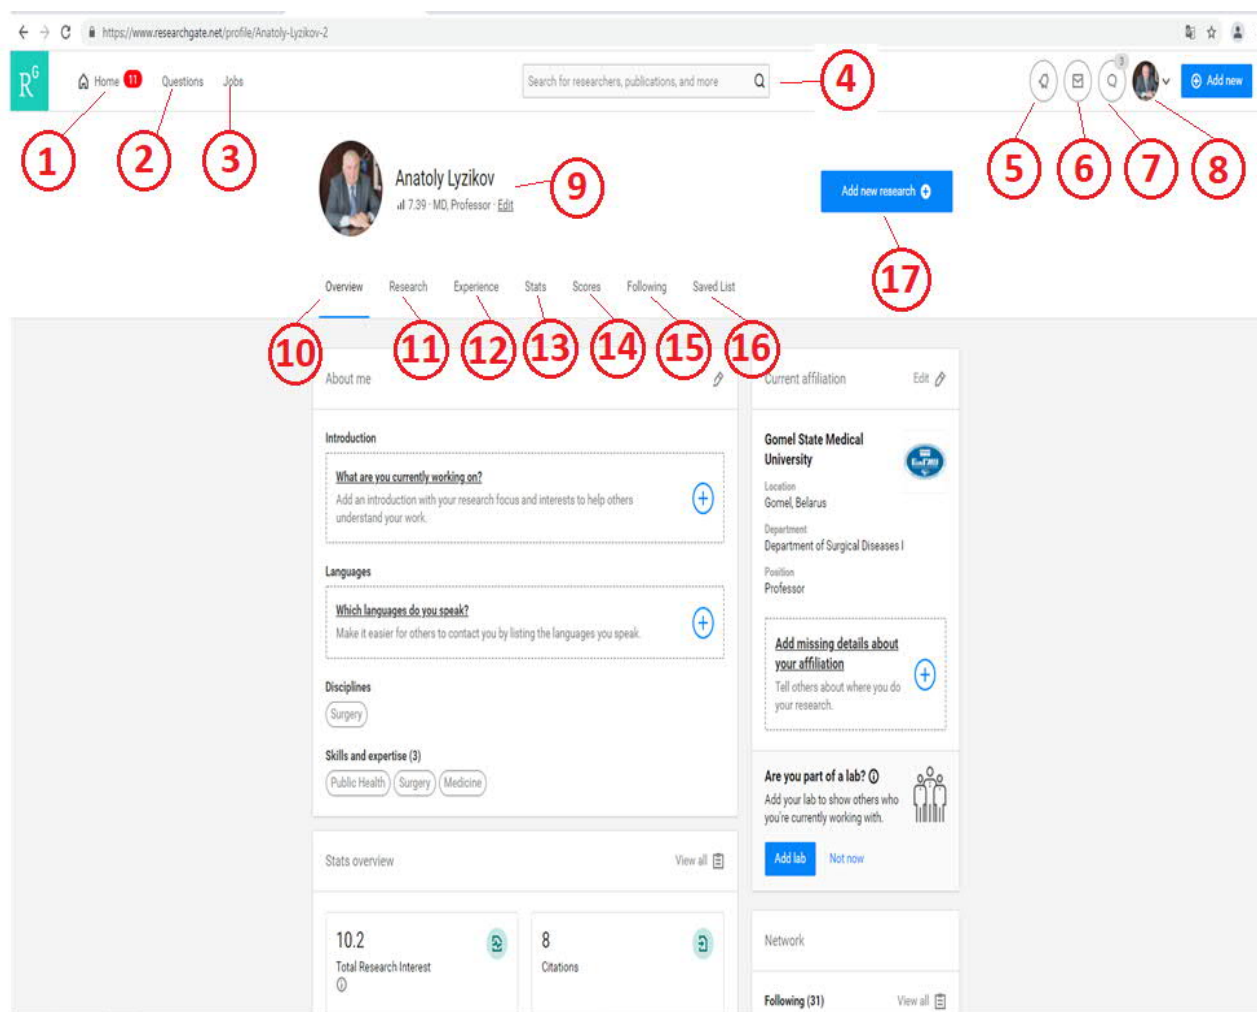 https://www.researchgate.net/profile/Anatoly-Lyzikov-2
RG Home 11 Questions Jobs Search for researchers, publications, and more 3 Add new
4
1 2 3 5 6 7 8
Anatoly Lyzikov 9
7.39 · MD, Professor · Edit
Add new research
17
Overview Research Experience Stats Scores Following Saved List
10 11 12 13 14 15 16
About me
Introduction
What are you currently working on?
Add an introduction with your research focus and interests to help others
understand your work.
Languages
Which languages do you speak?
Make it easier for others to contact you by listing the languages you speak.
Disciplines
Surgery
Skills and expertise (3)
Public Health Surgery Medicine
Stats overview View all
10.2
Total Research Interest
8
Citations
Current affiliation Edit
Gomel State Medical
University
Location
Gomel, Belarus
Department
Department of Surgical Diseases I
Position
Professor
Add missing details about
your affiliation
Tell others about where you do
your research.
Are you part of a lab?
Add your lab to show others who
you're currently working with.
Add lab Not now
Network
Following (31) View all